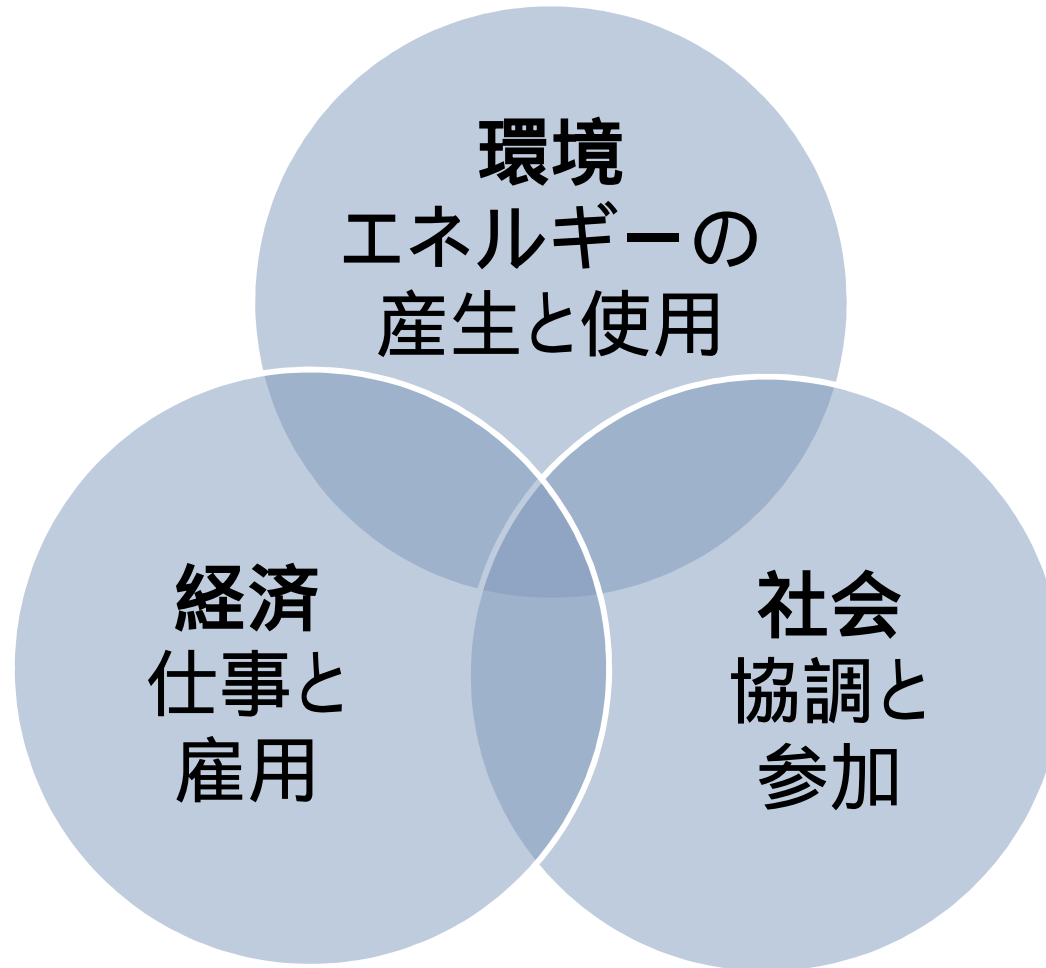 環境
エネルギーの
産生と使用
経済
仕事と
雇用
社会
協調と
参加